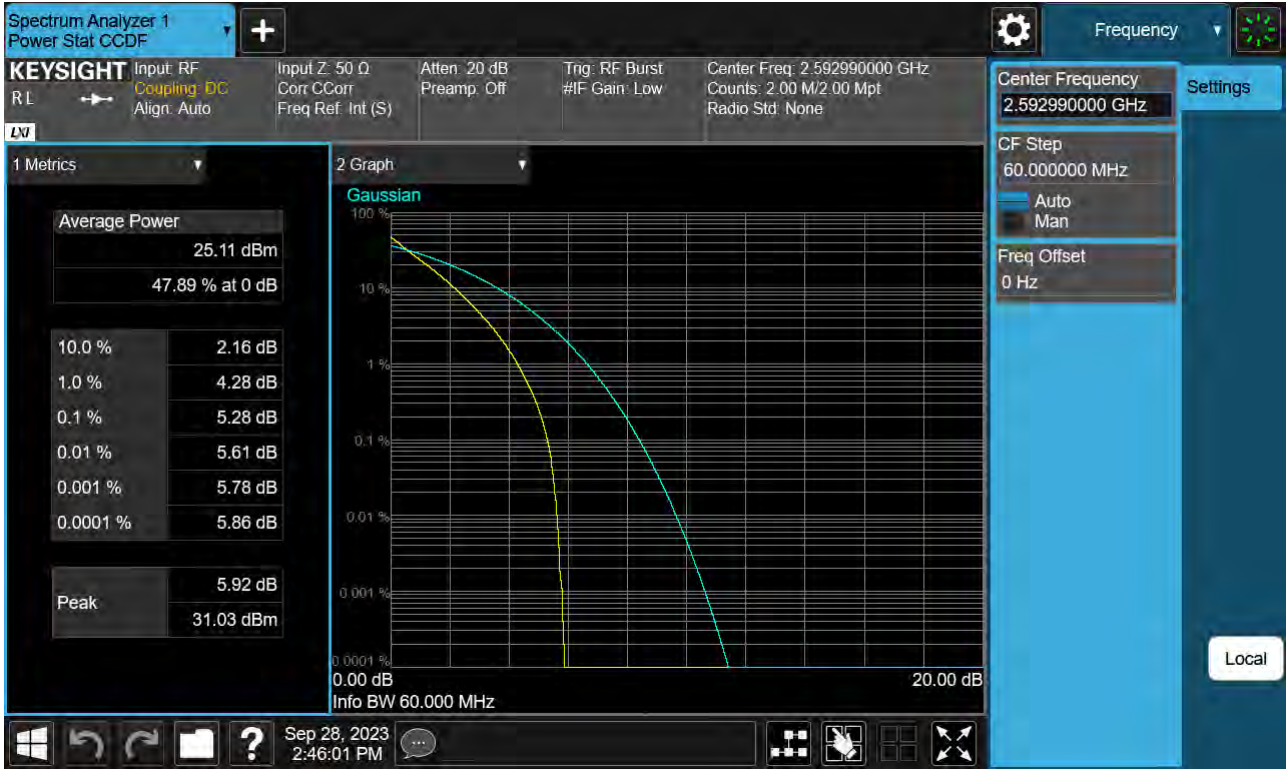 Spectrum Analyzer 1
Power Stat CCDF
+
Frequency
KEYSIGHT
R L
LXI
Input: RF
Coupling: DC
Align: Auto
Input Z: 50 Ω
Corr CCorr
Freq Ref: Int (S)
Atten: 20 dB
Preamp: Off
Trig: RF Burst
#IF Gain: Low
Center Freq: 2.592990000 GHz
Counts: 2.00 M/2.00 Mpt
Radio Std: None
1 Metrics
Average Power
25.11 dBm
47.89 % at 0 dB
10.0 % 2.16 dB
1.0 % 4.28 dB
0.1 % 5.28 dB
0.01 % 5.61 dB
0.001 % 5.78 dB
0.0001 % 5.86 dB
Peak
5.92 dB
31.03 dBm
2 Graph
Gaussian
100 %
10 %
1 %
0.1 %
0.01 %
0.001 %
0.0001 %
0.00 dB 20.00 dB
Info BW 60.000 MHz
Center Frequency
2.592990000 GHz
CF Step
60.000000 MHz
Auto
Man
Freq Offset
0 Hz
Settings
Local
?
Sep 28, 2023
2:46:01 PM